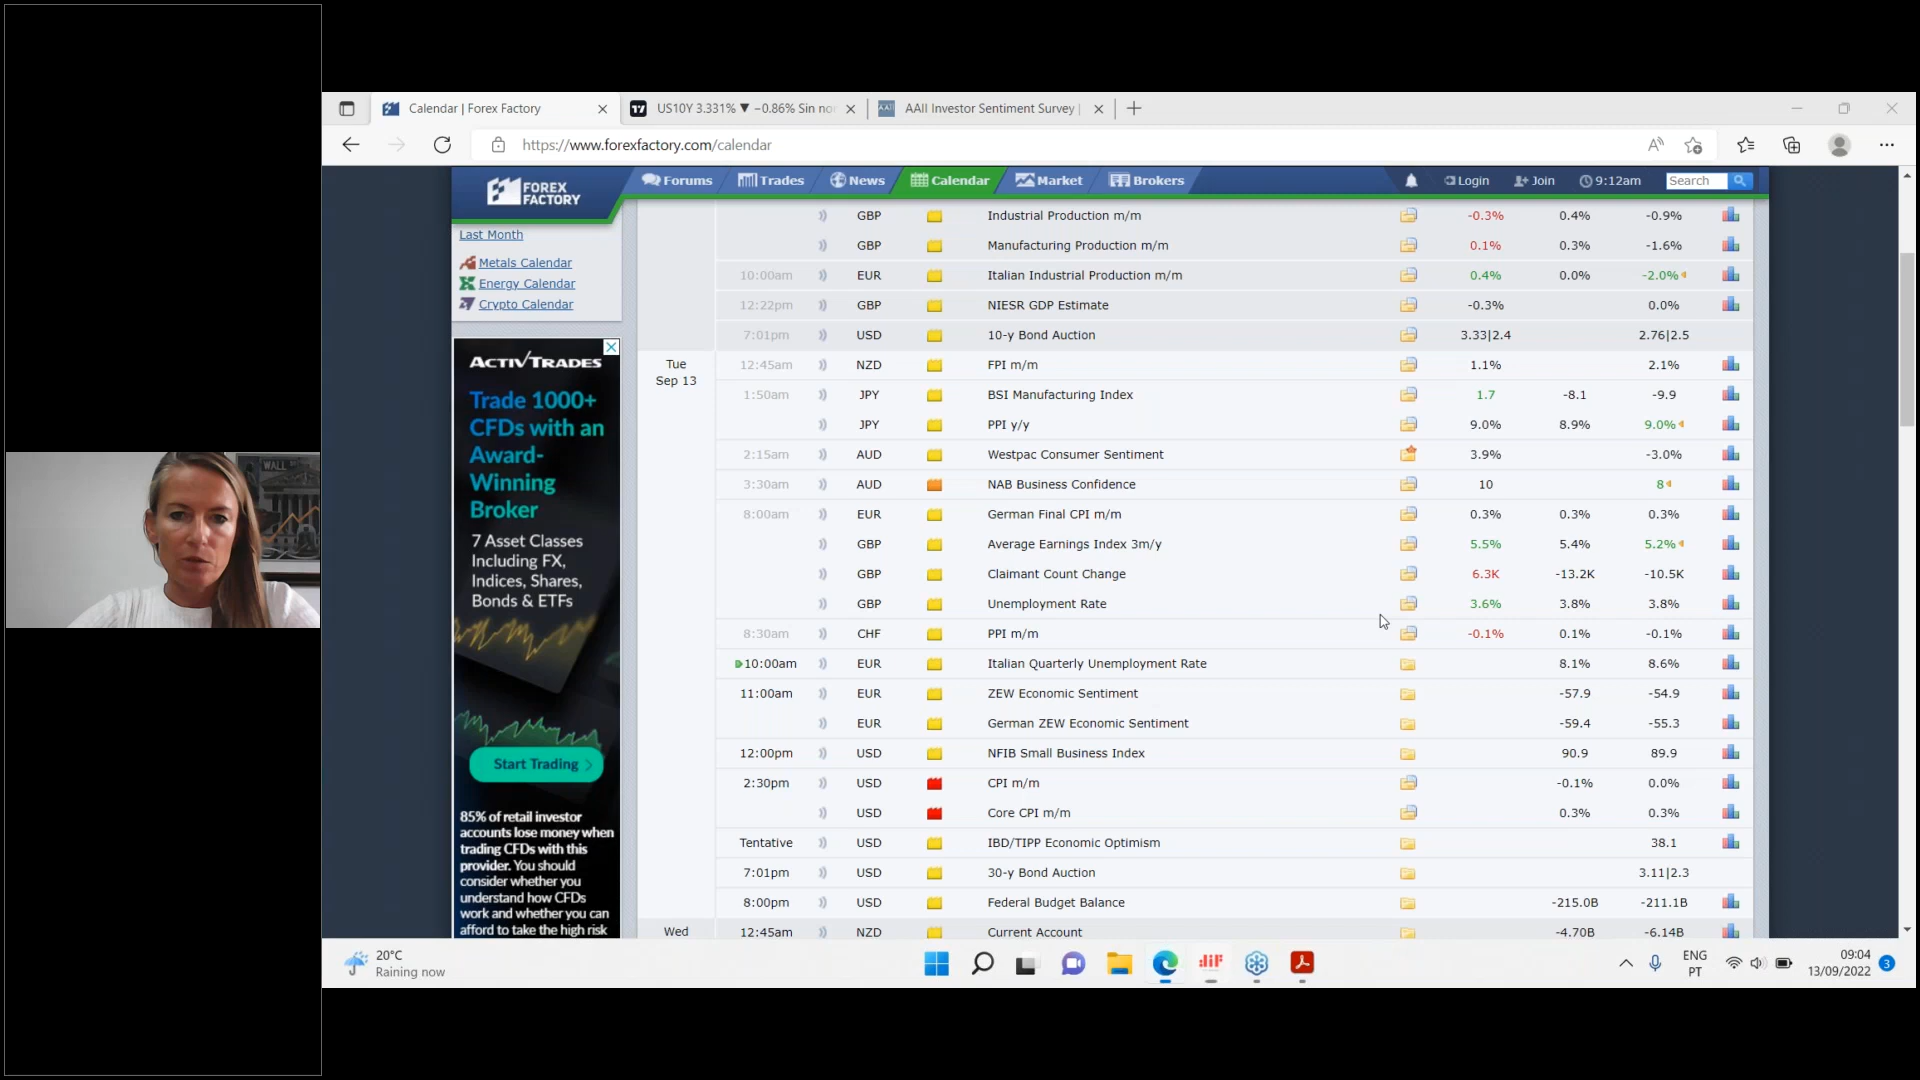 Calendar | Forex Factory
US10Y 3.331% ▼ −0.86% Sin no
AAII Investor Sentiment Survey |
https://www.forexfactory.com/calendar
FOREX FACTORY
Forums Trades News Calendar Market Brokers
Login Join 9:12am Search
Last Month
Metals Calendar
Energy Calendar
Crypto Calendar
ACTIVTRADES
Trade 1000+
CFDs with an
Award-
Winning
Broker
7 Asset Classes
Including FX,
Indices, Shares,
Bonds & ETFs
Start Trading
85% of retail investor
accounts lose money when
trading CFDs with this
provider. You should
consider whether you
understand how CFDs
work and whether you can
afford to take the high risk
GBP Industrial Production m/m -0.3% 0.4% -0.9%
GBP Manufacturing Production m/m 0.1% 0.3% -1.6%
10:00am EUR Italian Industrial Production m/m 0.4% 0.0% -2.0%
12:22pm GBP NIESR GDP Estimate -0.3% 0.0%
7:01pm USD 10-y Bond Auction 3.33|2.4 2.76|2.5
Tue Sep 13
12:45am NZD FPI m/m 1.1% 2.1%
1:50am JPY BSI Manufacturing Index 1.7 -8.1 -9.9
JPY PPI y/y 9.0% 8.9% 9.0%
2:15am AUD Westpac Consumer Sentiment 3.9% -3.0%
3:30am AUD NAB Business Confidence 10 8
8:00am EUR German Final CPI m/m 0.3% 0.3% 0.3%
GBP Average Earnings Index 3m/y 5.5% 5.4% 5.2%
GBP Claimant Count Change 6.3K -13.2K -10.5K
GBP Unemployment Rate 3.6% 3.8% 3.8%
8:30am CHF PPI m/m -0.1% 0.1% -0.1%
10:00am EUR Italian Quarterly Unemployment Rate 8.1% 8.6%
11:00am EUR ZEW Economic Sentiment -57.9 -54.9
EUR German ZEW Economic Sentiment -59.4 -55.3
12:00pm USD NFIB Small Business Index 90.9 89.9
2:30pm USD CPI m/m -0.1% 0.0%
USD Core CPI m/m 0.3% 0.3%
Tentative USD IBD/TIPP Economic Optimism 38.1
7:01pm USD 30-y Bond Auction 3.11|2.3
8:00pm USD Federal Budget Balance -215.0B -211.1B
Wed 12:45am NZD Current Account -4.70B -6.14B
20°C
Raining now
ENG
PT
09:04
13/09/2022
3
WALL